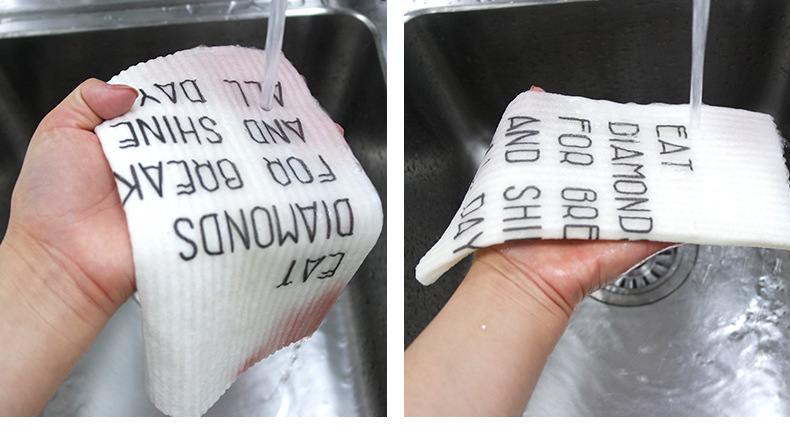 EAT
DIAMONDS
FOR BREAK
AND SHINE
ALL DAY
EAT
DIAMOND
FOR BRE
AND SHI
DAY